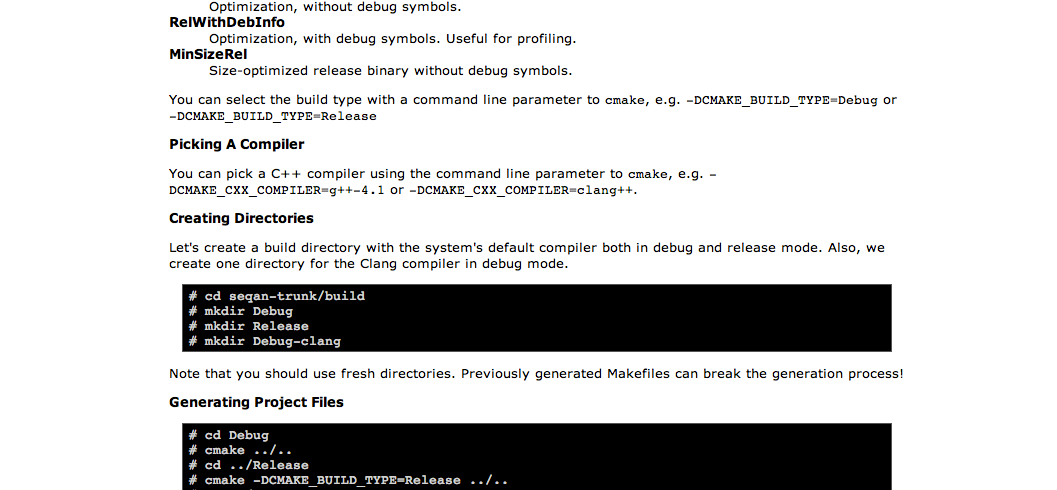 Optimization, without debug symbols.
RelWithDebInfo
Optimization, with debug symbols. Useful for profiling.
MinSizeRel
Size-optimized release binary without debug symbols.
You can select the build type with a command line parameter to cmake, e.g. -DCMAKE_BUILD_TYPE=Debug or
-DCMAKE_BUILD_TYPE=Release
Picking A Compiler
You can pick a C++ compiler using the command line parameter to cmake, e.g. -
DCMAKE_CXX_COMPILER=g++-4.1 or -DCMAKE_CXX_COMPILER=clang++.
Creating Directories
Let's create a build directory with the system's default compiler both in debug and release mode. Also, we
create one directory for the Clang compiler in debug mode.
# cd seqan-trunk/build
# mkdir Debug
# mkdir Release
# mkdir Debug-clang
Note that you should use fresh directories. Previously generated Makefiles can break the generation process!
Generating Project Files
# cd Debug
# cmake ../..
# cd ../Release
# cmake -DCMAKE_BUILD_TYPE=Release ../..